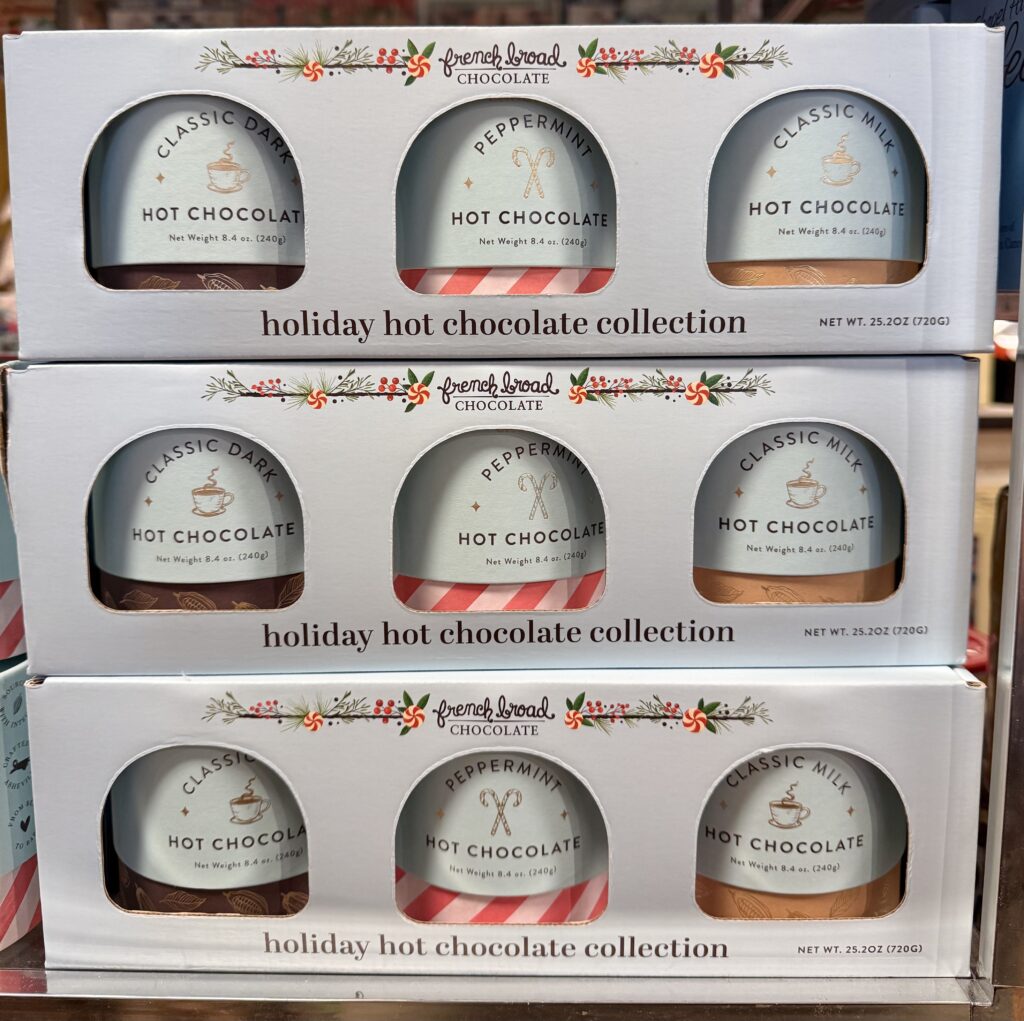 french broad
CHOCOLATE
CLASSIC DARK
HOT CHOCOLAT
Net Weight 8.4 oz. (240g)
PEPPERMINT
HOT CHOCOLATE
Net Weight 8.4 oz. (240g)
CLASSIC MILK
HOT CHOCOLATE
Net Weight 8.4 oz. (240g)
holiday hot chocolate collection
NET WT. 25.2OZ (720G)
french broad
CHOCOLATE
CLASSIC DARK
HOT CHOCOLATE
Net Weight 8.4 oz. (240g)
PEPPERMINT
HOT CHOCOLATE
Net Weight 8.4 oz. (240g)
CLASSIC MILK
HOT CHOCOLATE
Net Weight 8.4 oz. (240g)
holiday hot chocolate collection
NET WT. 25.2OZ (720G)
french broad
CHOCOLATE
CLASSIC
HOT CHOCOLA
Net Weight 8.4 oz. (240g)
PEPPERMINT
HOT CHOCOLATE
Net Weight 8.4 oz. (240g)
CLASSIC MILK
HOT CHOCOLATE
Net Weight 8.4 oz. (240g)
holiday hot chocolate collection
NET WT. 25.2OZ (720G)